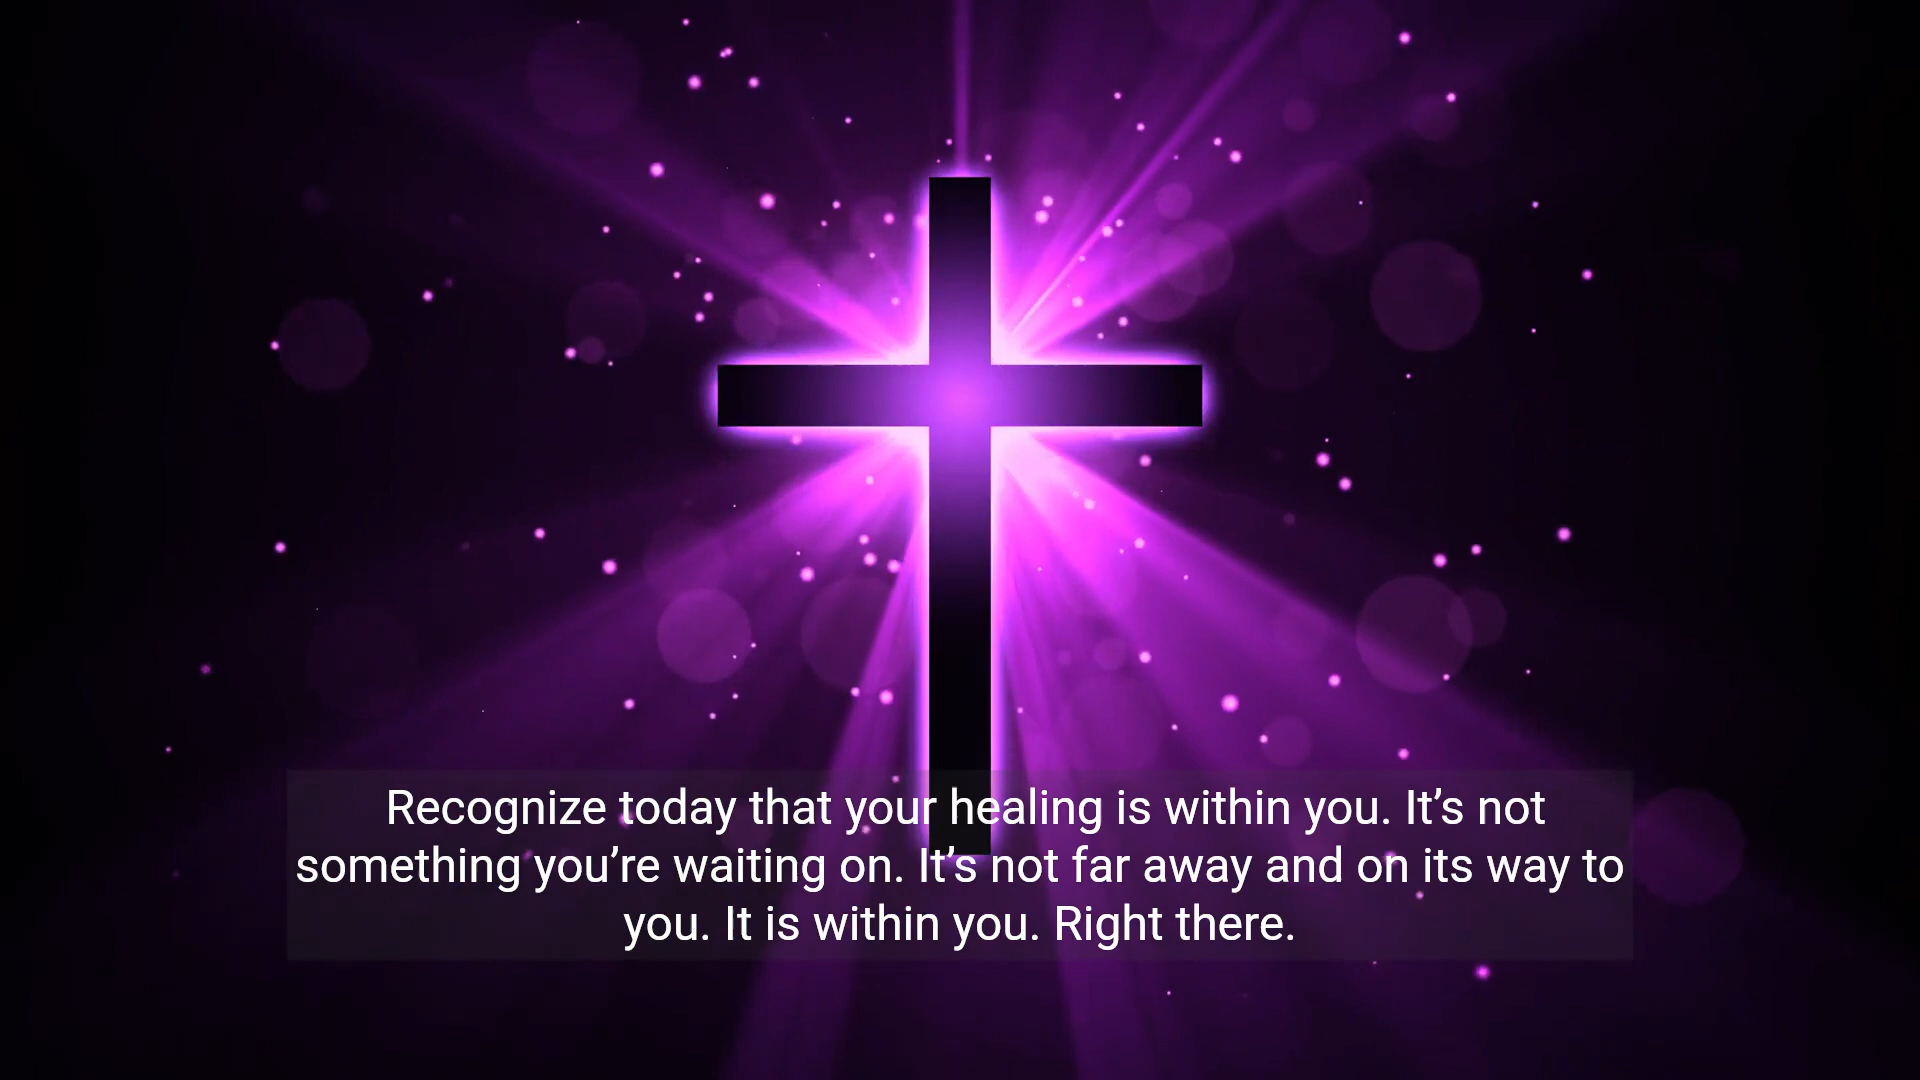 Recognize today that your healing is within you. It’s not
something you’re waiting on. It’s not far away and on its way to
you. It is within you. Right there.